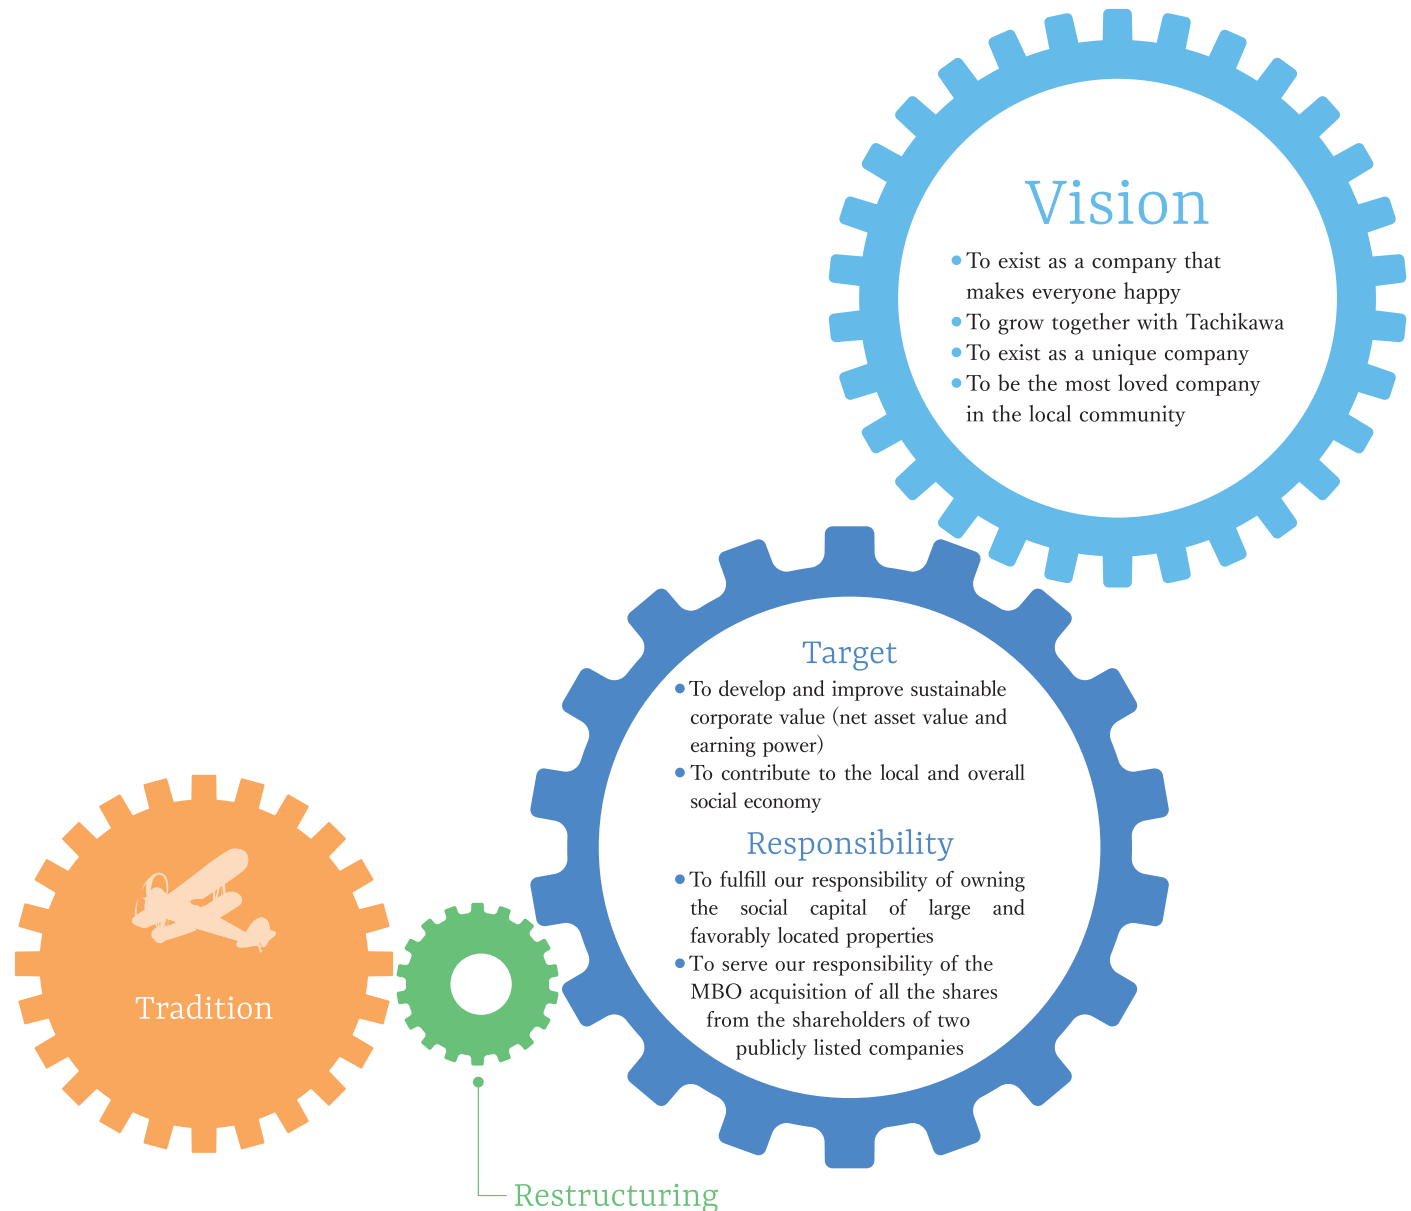 Vision
●To exist as a company that
makes everyone happy
●To grow together with Tachikawa
●To exist as a unique company
●To be the most loved company
in the local community
Target
●To develop and improve sustainable
corporate value (net asset value and
earning power)
●To contribute to the local and overall
social economy
Responsibility
●To fulfill our responsibility of owning
the social capital of large and
favorably located properties
●To serve our responsibility of the
MBO acquisition of all the shares
from the shareholders of two
publicly listed companies
Tradition
Restructuring